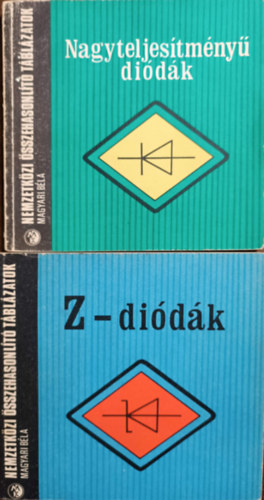 Nagyteljesítményű
diódák
NEMZETKÖZI ÖSSZEHASONLÍTÓ TÁBLÁZATOK
MAGYARI BÉLA
Z - diódák
NEMZETKÖZI ÖSSZEHASONLÍTÓ TÁBLÁZATOK
MAGYARI BÉLA